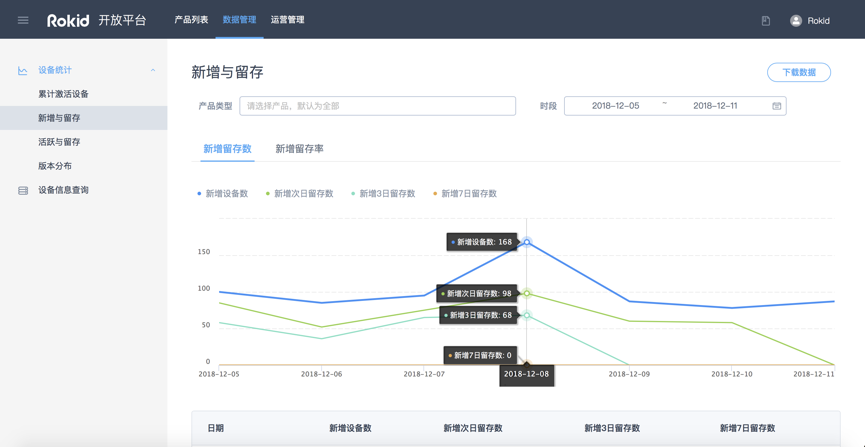 Rokid 开放平台 产品列表 数据管理 运营管理 Rokid
设备统计
累计激活设备
新增与留存
活跃与留存
版本分布
设备信息查询
新增与留存 下载数据
产品类型 请选择产品，默认为全部 时段 2018-12-05 ~ 2018-12-11
新增留存数 新增留存率
新增设备数 新增次日留存数 新增3日留存数 新增7日留存数
150
100
50
0
新增设备数: 168
新增次日留存数: 98
新增3日留存数: 68
新增7日留存数: 0
2018-12-05 2018-12-06 2018-12-07 2018-12-08 2018-12-09 2018-12-10 2018-12-11
日期 新增设备数 新增次日留存数 新增3日留存数 新增7日留存数